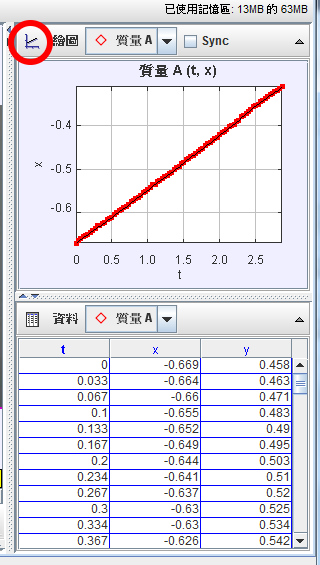 已使用記憶區: 13MB 的 63MB
繪圖 質量 A Sync
質量 A (t, x)
-0.4
-0.5
-0.6
x
0 0.5 1.0 1.5 2.0 2.5
t
資料 質量 A
t x y
0 -0.669 0.458
0.033 -0.664 0.463
0.067 -0.66 0.471
0.1 -0.655 0.483
0.133 -0.652 0.49
0.167 -0.649 0.495
0.2 -0.644 0.503
0.234 -0.641 0.51
0.267 -0.637 0.52
0.3 -0.63 0.525
0.334 -0.63 0.534
0.367 -0.626 0.542